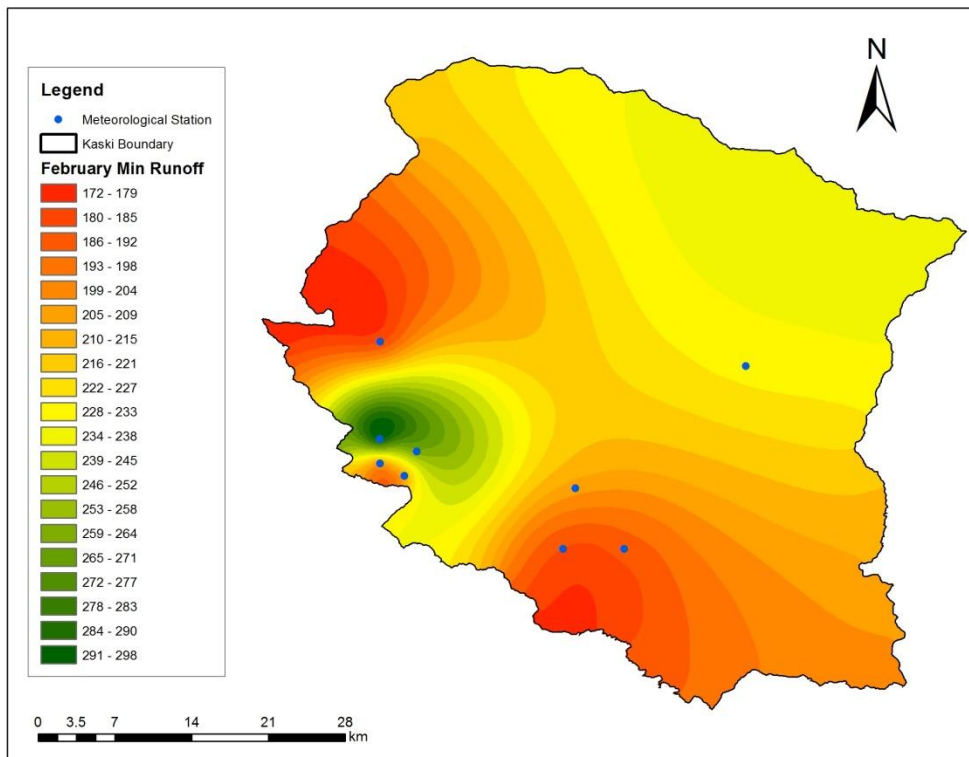 N
Legend
Meteorological Station
Kaski Boundary
February Min Runoff
172 - 179
180 - 185
186 - 192
193 - 198
199 - 204
205 - 209
210 - 215
216 - 221
222 - 227
228 - 233
234 - 238
239 - 245
246 - 252
253 - 258
259 - 264
265 - 271
272 - 277
278 - 283
284 - 290
291 - 298
0 3.5 7 14 21 28
km